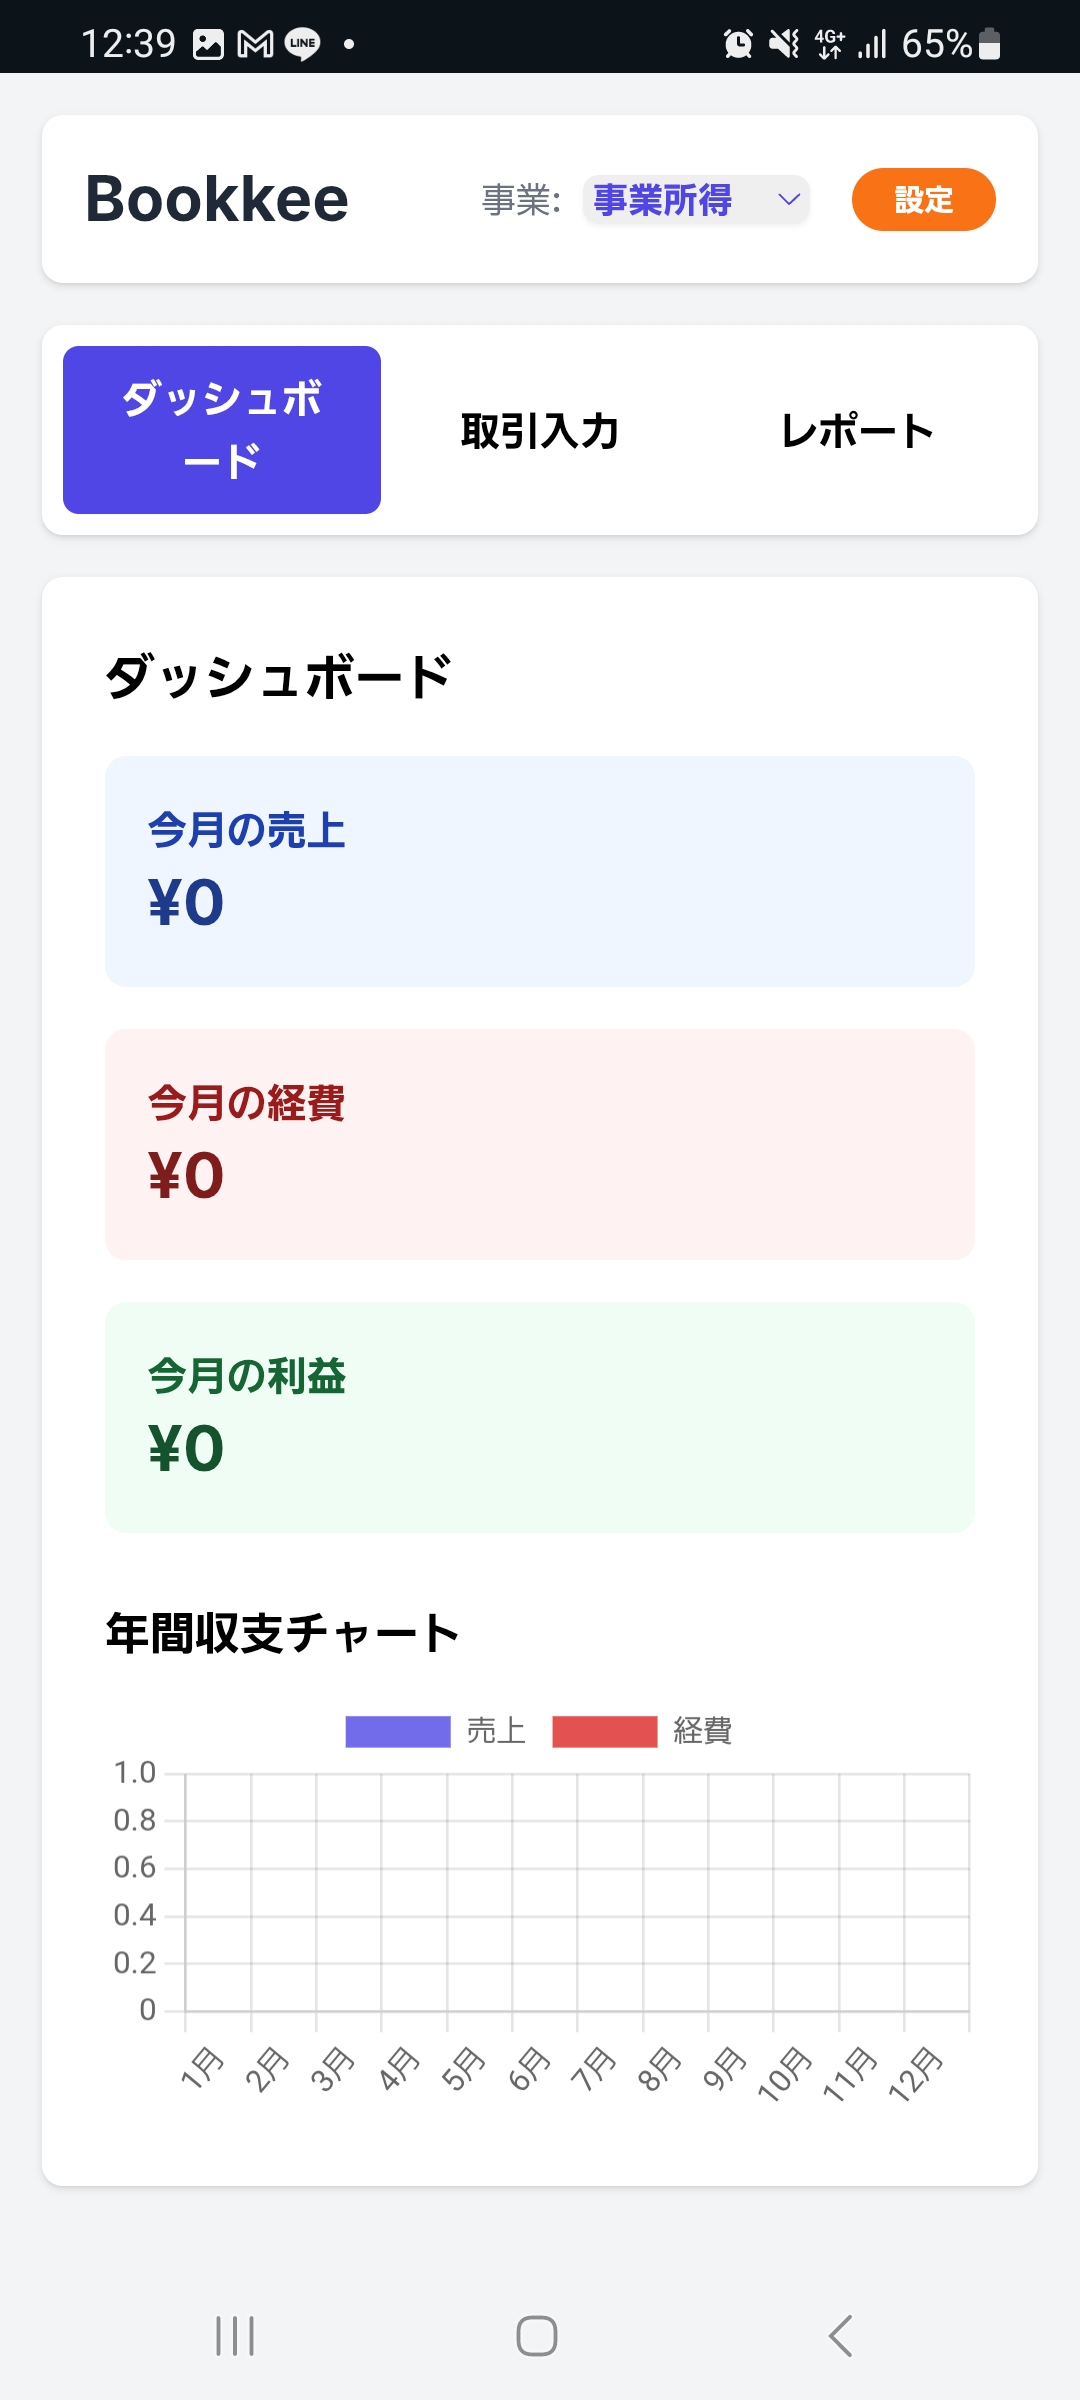 12:39 LINE 4G+ 65%
Bookkee 事業: 事業所得 設定
ダッシュボ
ード
取引入力
レポート
ダッシュボード
今月の売上
¥0
今月の経費
¥0
今月の利益
¥0
年間収支チャート
売上 経費
1.0
0.8
0.6
0.4
0.2
0
1月 2月 3月 4月 5月 6月 7月 8月 9月 10月 11月 12月